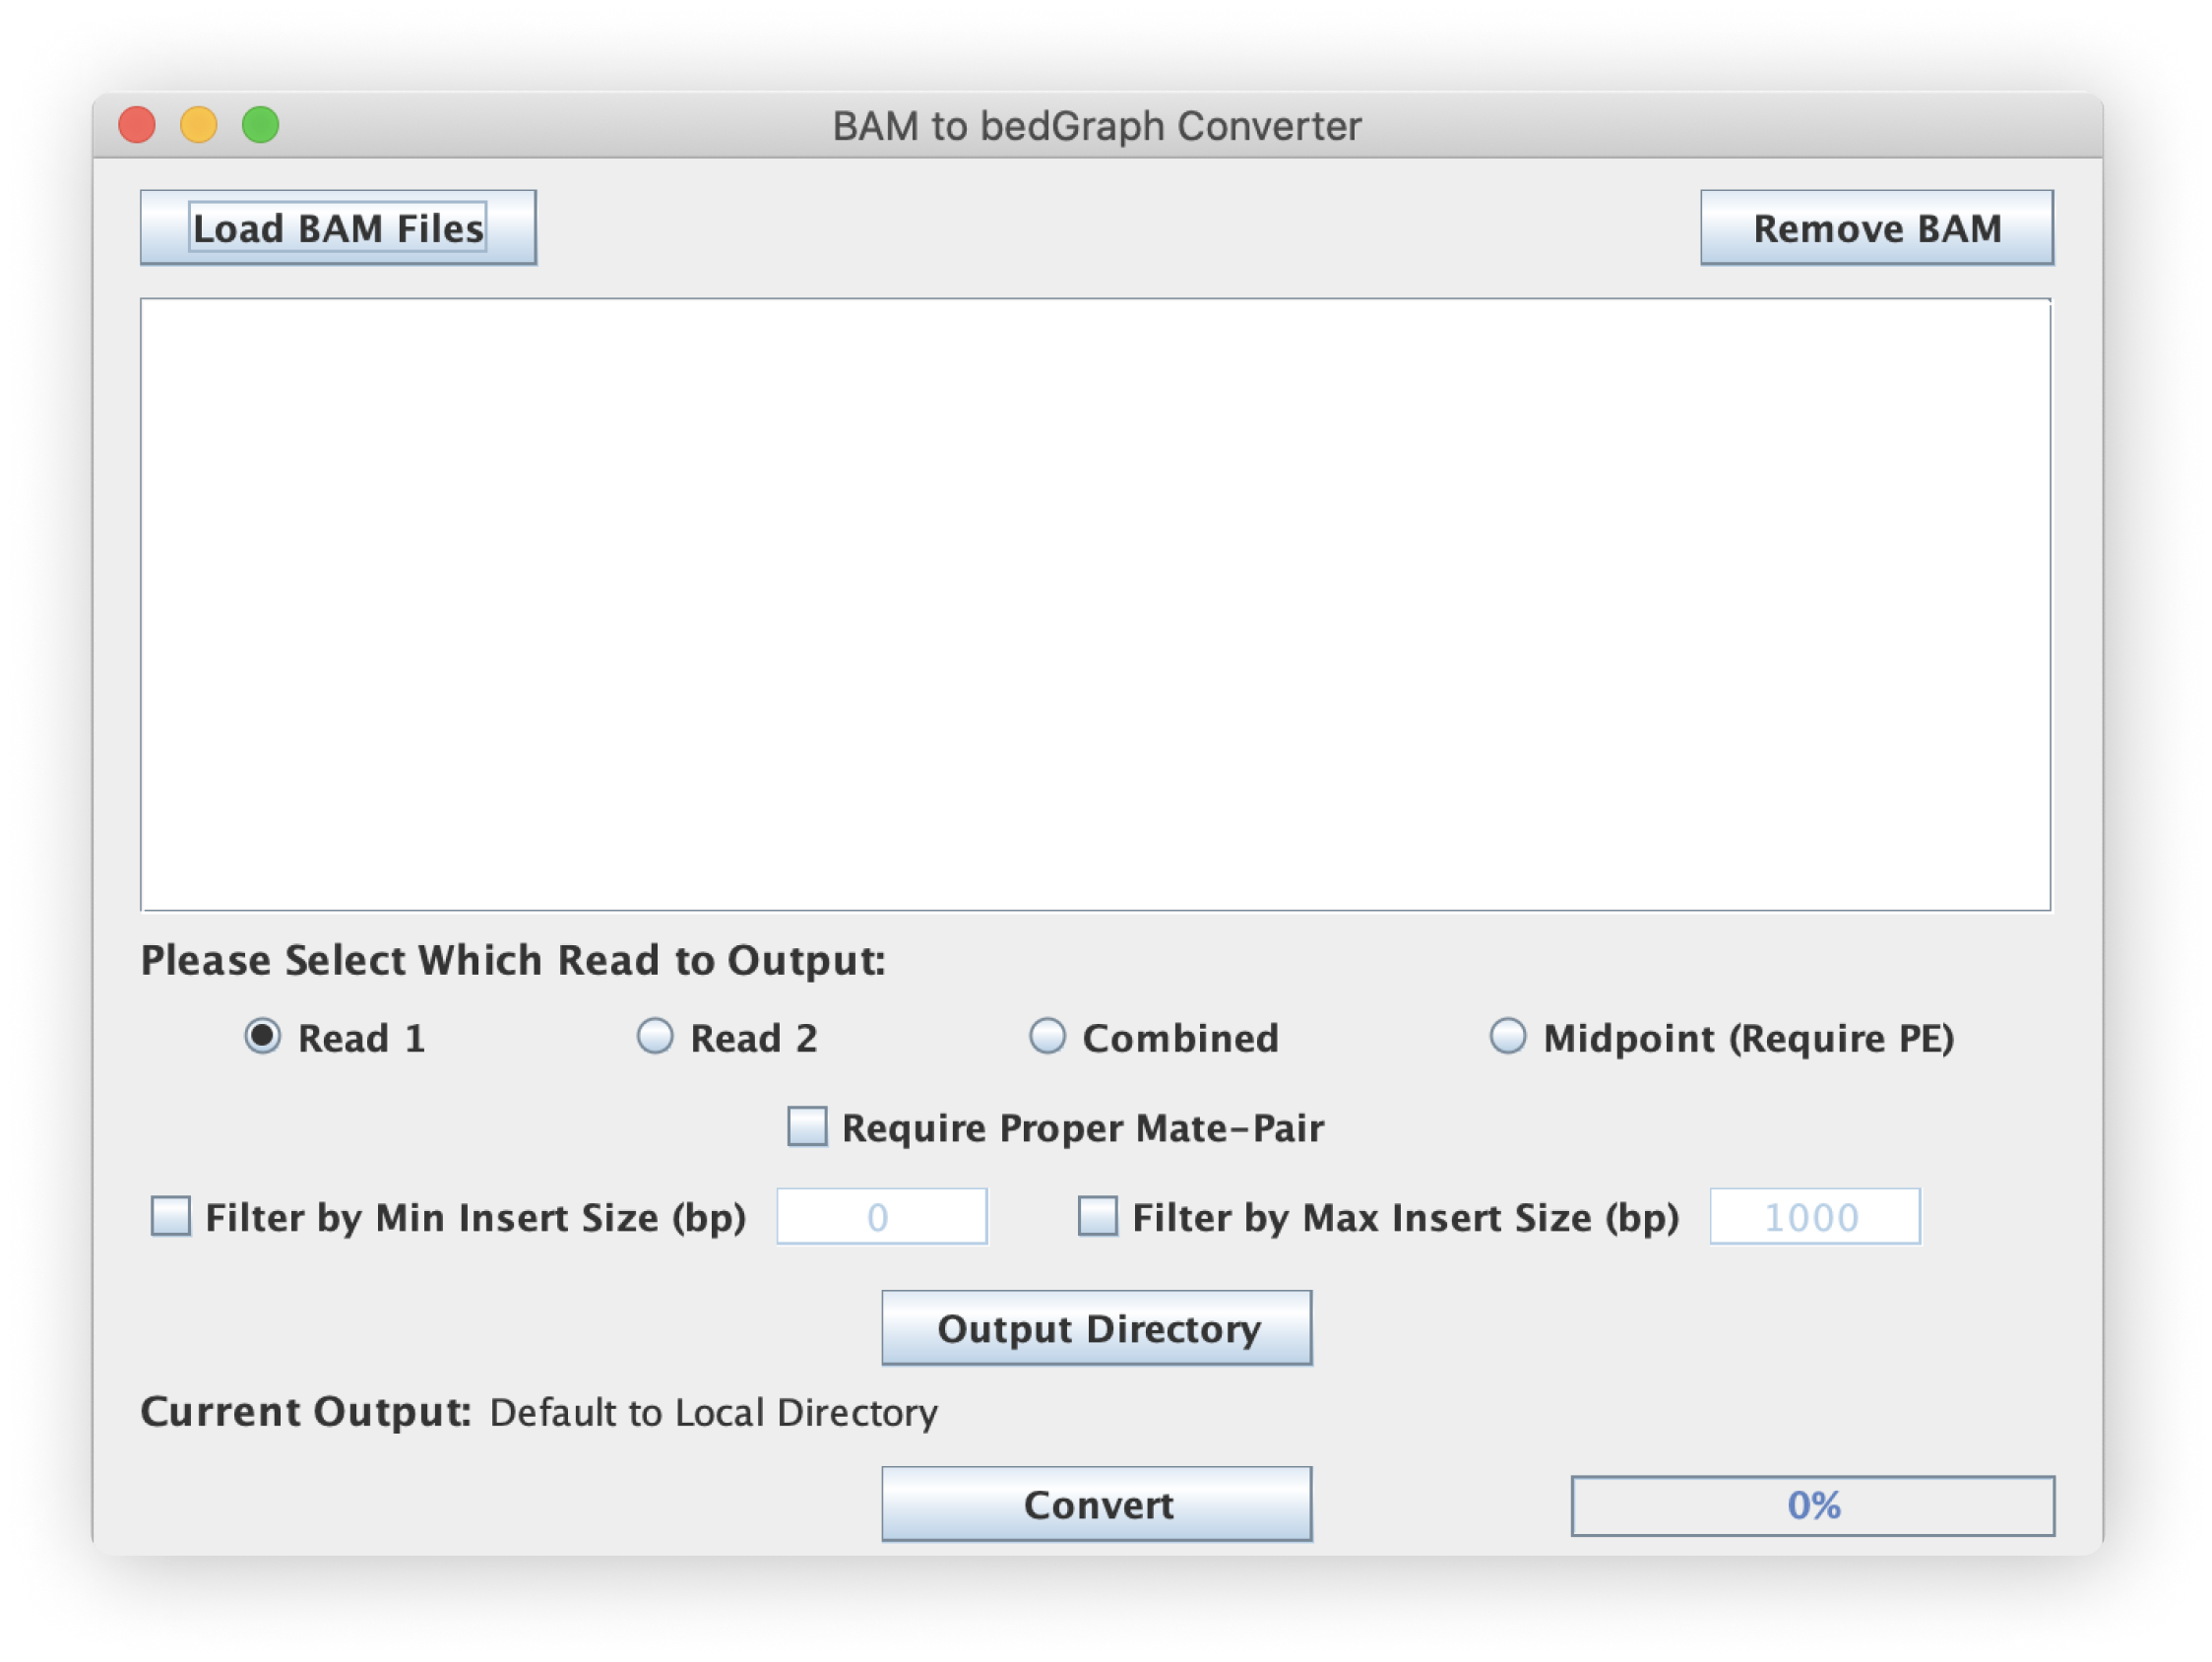 BAM to bedGraph Converter
Load BAM Files Remove BAM
Please Select Which Read to Output:
Read 1 Read 2 Combined Midpoint (Require PE)
Require Proper Mate-Pair
Filter by Min Insert Size (bp) 0 Filter by Max Insert Size (bp) 1000
Output Directory
Current Output: Default to Local Directory
Convert 0%